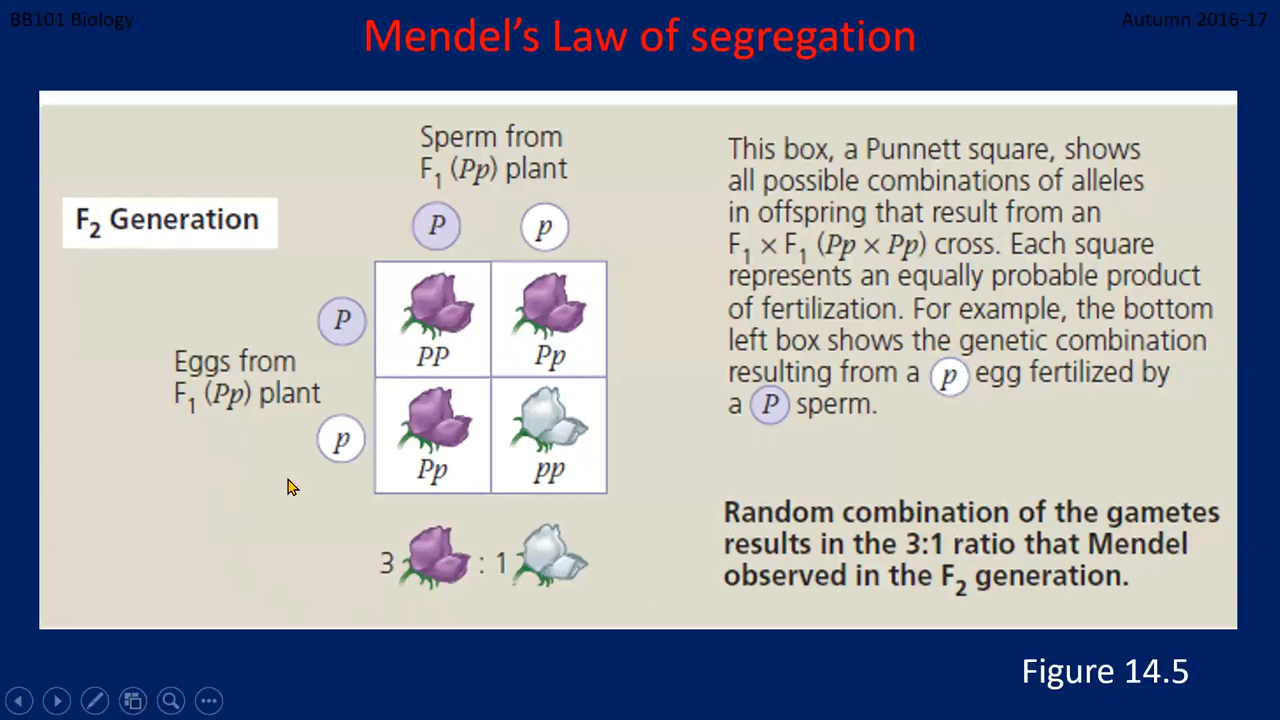 BB101 Biology
Autumn 2016-17
Mendel's Law of segregation
Sperm from
F1 (Pp) plant
F2 Generation
P p
P
PP Pp
Eggs from
F1 (Pp) plant
p
Pp pp
3 : 1
This box, a Punnett square, shows
all possible combinations of alleles
in offspring that result from an
F1 × F1 (Pp × Pp) cross. Each square
represents an equally probable product
of fertilization. For example, the bottom
left box shows the genetic combination
resulting from a p egg fertilized by
a P sperm.
Random combination of the gametes
results in the 3:1 ratio that Mendel
observed in the F2 generation.
Figure 14.5